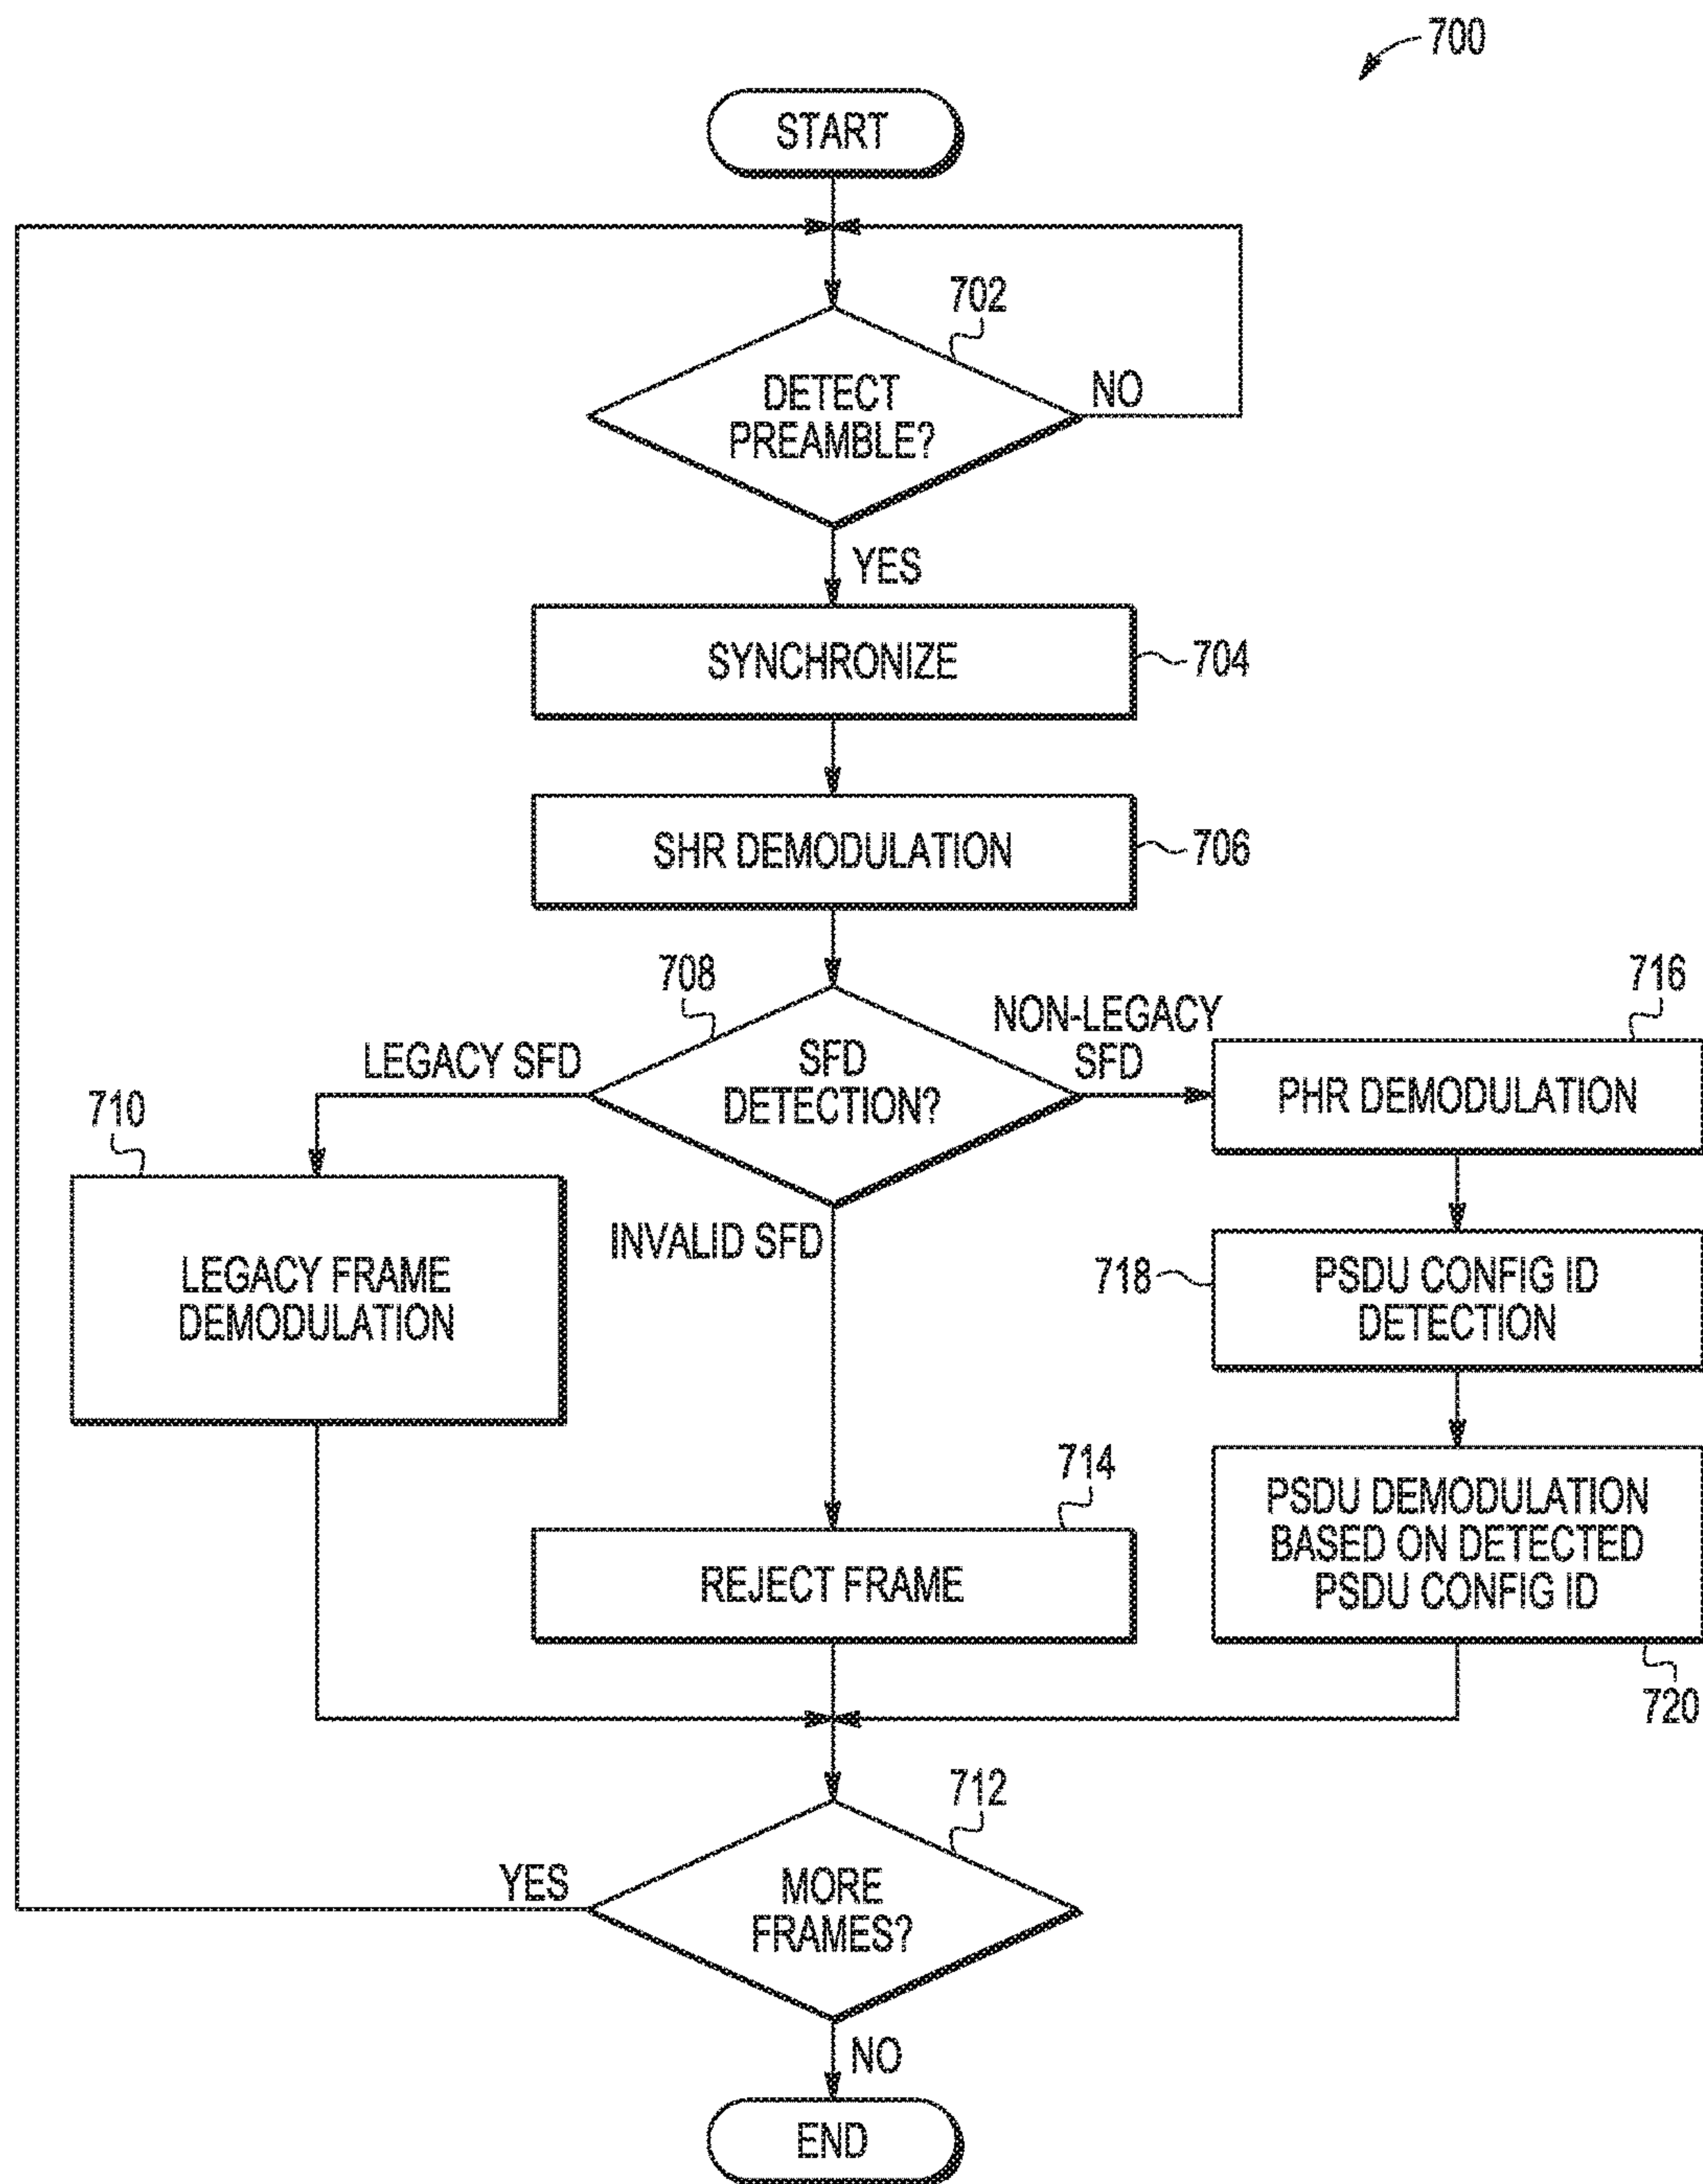 700
START
702
DETECT
PREAMBLE?
NO
YES
SYNCHRONIZE
704
SHR DEMODULATION
706
708
SFD
DETECTION?
LEGACY SFD
NON-LEGACY
SFD
INVALID SFD
710
LEGACY FRAME
DEMODULATION
716
PHR DEMODULATION
718
PSDU CONFIG ID
DETECTION
714
REJECT FRAME
PSDU DEMODULATION
BASED ON DETECTED
PSDU CONFIG ID
720
712
MORE
FRAMES?
YES
NO
END